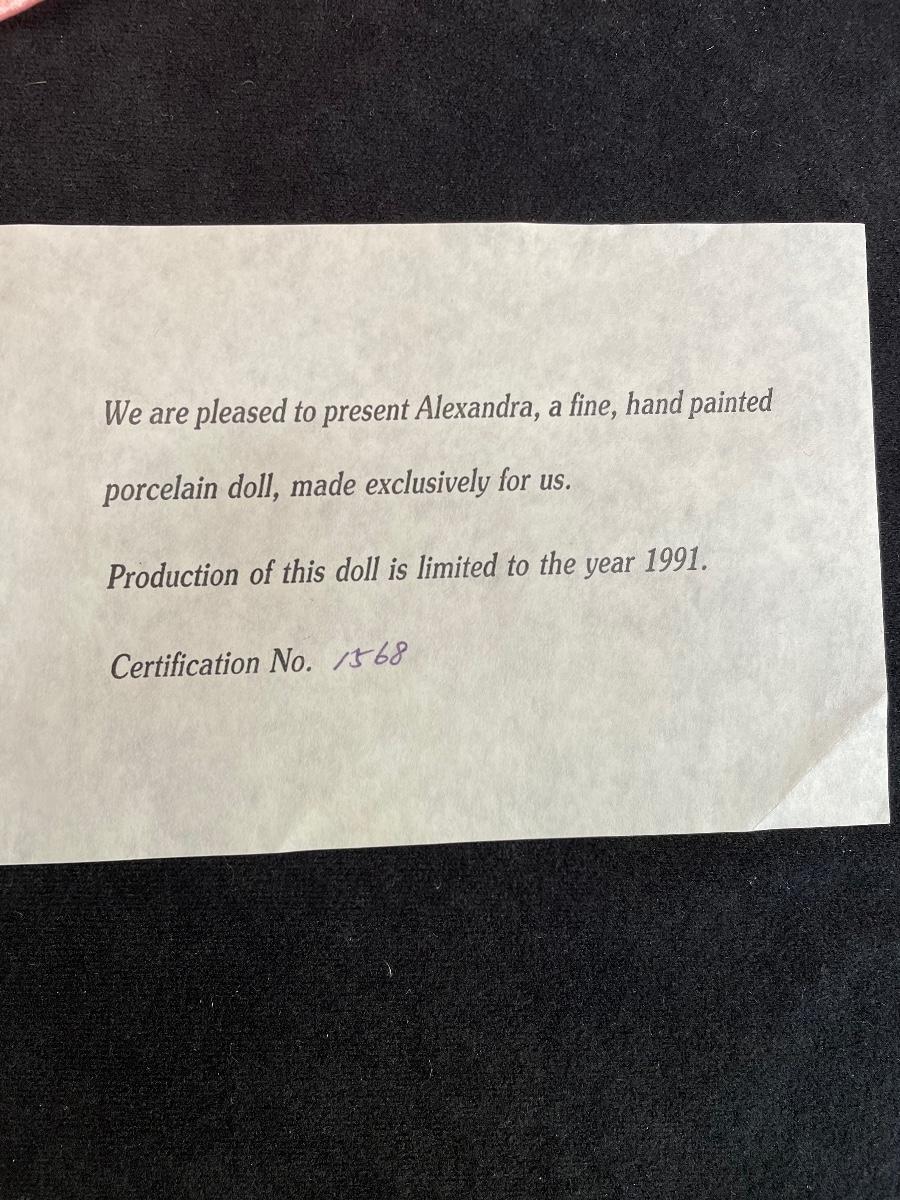 We are pleased to present Alexandra, a fine, hand painted
porcelain doll, made exclusively for us.
Production of this doll is limited to the year 1991.
Certification No. 1568